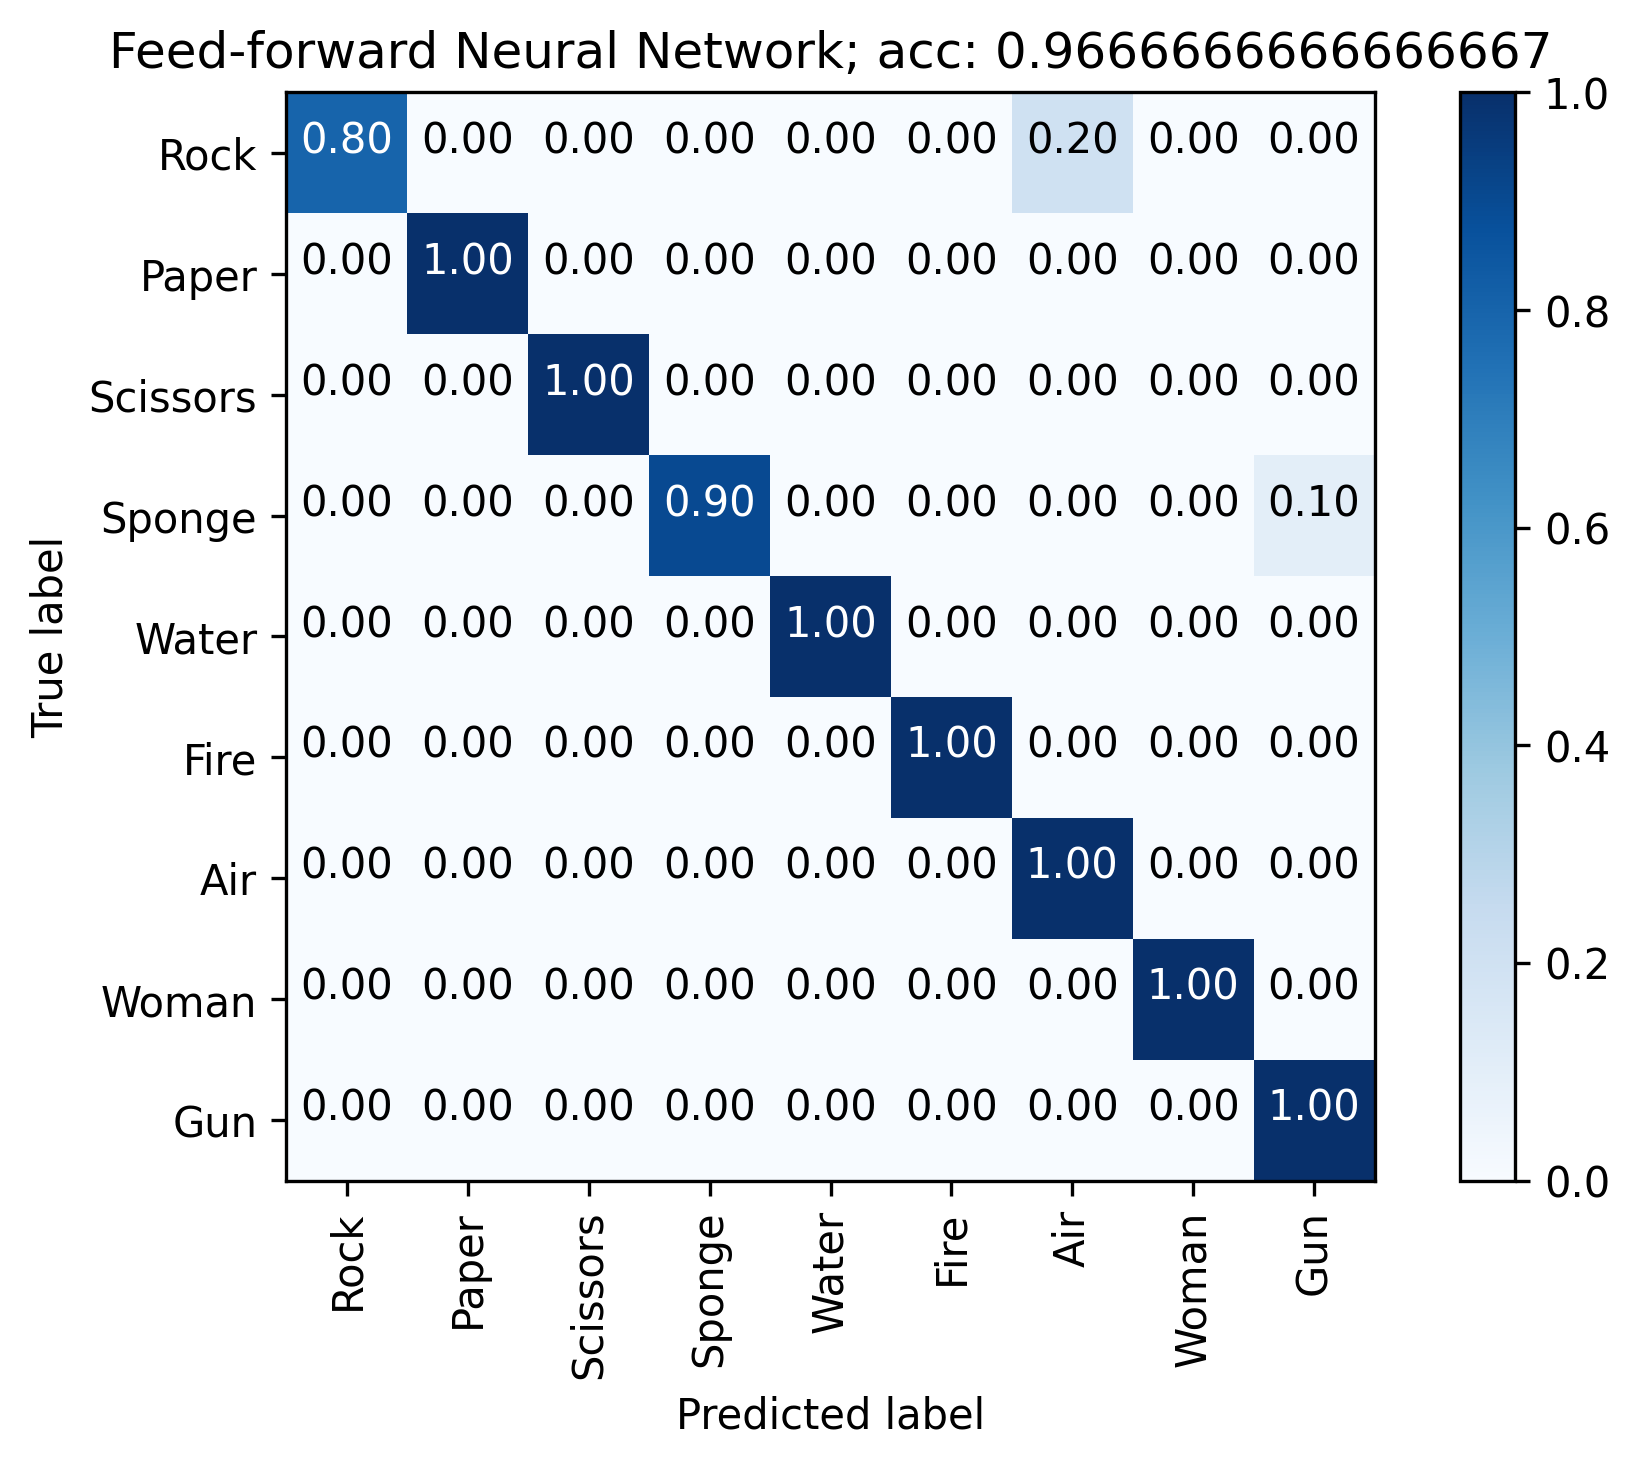 Feed-forward Neural Network; acc: 0.9666666666666667
Rock 0.80 0.00 0.00 0.00 0.00 0.00 0.20 0.00 0.00
Paper 0.00 1.00 0.00 0.00 0.00 0.00 0.00 0.00 0.00
Scissors 0.00 0.00 1.00 0.00 0.00 0.00 0.00 0.00 0.00
Sponge 0.00 0.00 0.00 0.90 0.00 0.00 0.00 0.00 0.10
Water 0.00 0.00 0.00 0.00 1.00 0.00 0.00 0.00 0.00
Fire 0.00 0.00 0.00 0.00 0.00 1.00 0.00 0.00 0.00
Air 0.00 0.00 0.00 0.00 0.00 0.00 1.00 0.00 0.00
Woman 0.00 0.00 0.00 0.00 0.00 0.00 0.00 1.00 0.00
Gun 0.00 0.00 0.00 0.00 0.00 0.00 0.00 0.00 1.00
True label
Rock Paper Scissors Sponge Water Fire Air Woman Gun
Predicted label
1.0
0.8
0.6
0.4
0.2
0.0